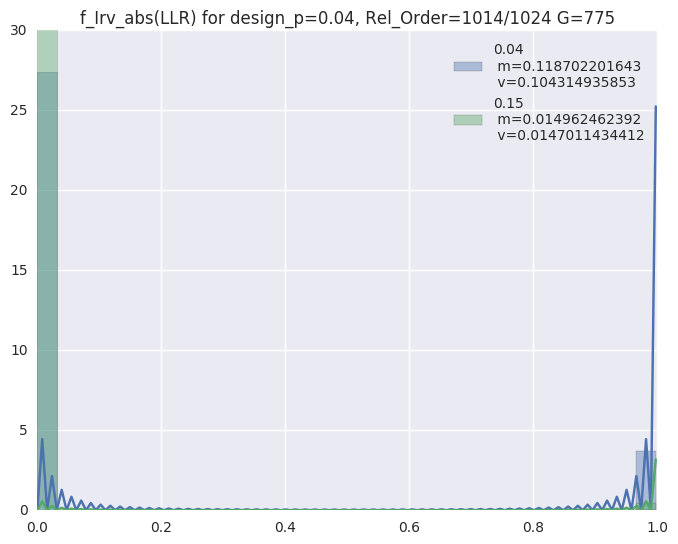 f_Irv_abs(LLR) for design_p=0.04, Rel_Order=1014/1024 G=775
0.04
m=0.118702201643
v=0.104314935853
0.15
m=0.014962462392
v=0.0147011434412
30
25
20
15
10
5
0
0.0 0.2 0.4 0.6 0.8 1.0